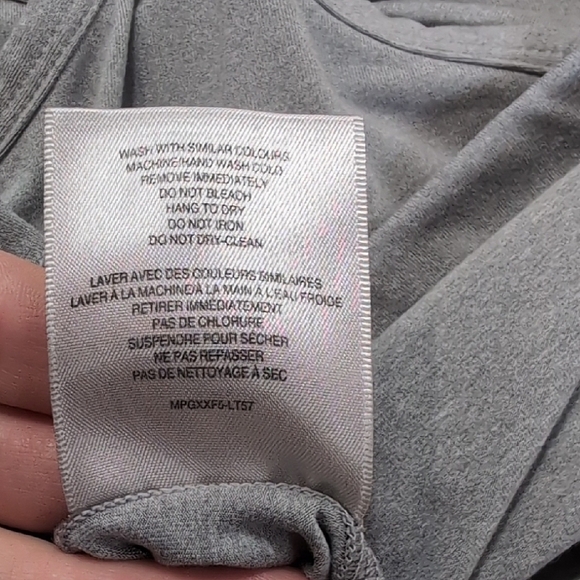 WASH WITH SIMILAR COLOURS
MACHINE/HAND WASH COLD
REMOVE IMMEDIATELY
DO NOT BLEACH
HANG TO DRY
DO NOT IRON
DO NOT DRY-CLEAN
LAVER AVEC DES COULEURS SIMILAIRES
LAVER À LA MACHINE/À LA MAIN À L'EAU FROIDE
RETIRER IMMÉDIATEMENT
PAS DE CHLORURE
SUSPENDRE POUR SÉCHER
NE PAS REPASSER
PAS DE NETTOYAGE À SEC
MPGXXF5-LT57